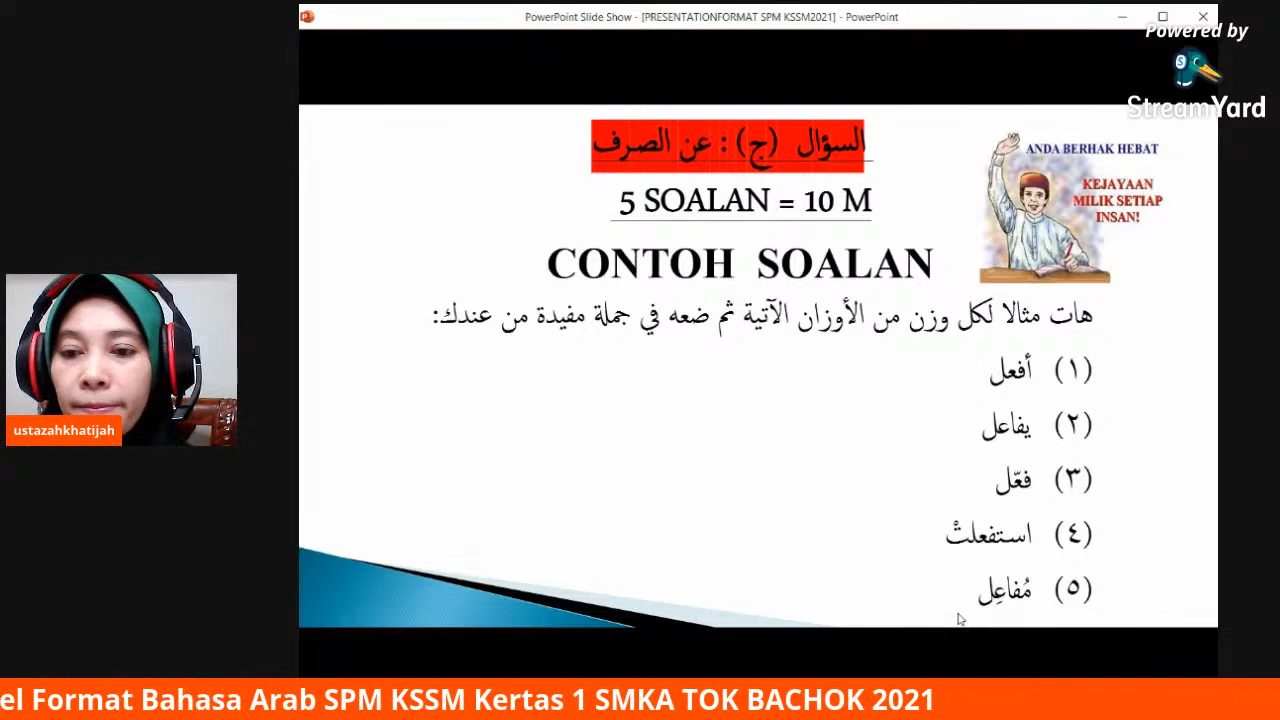 PowerPoint Slide Show - [PRESENTATIONFORMAT SPM KSSM2021] - PowerPoint
Powered by
StreamYard
السؤال (ج) : عن الصرف
5 SOALAN = 10 M
ANDA BERHAK HEBAT
KEJAYAAN
MILIK SETIAP
INSAN!
CONTOH SOALAN
هات مثالا لكل وزن من الأوزان الآتية ثم ضعه في جملة مفيدة من عندك:
(١) أفعل
(٢) يفاعل
(٣) فعّل
(٤) استفعلتْ
(٥) مُفاعِل
ustazahkhatijah
el Format Bahasa Arab SPM KSSM Kertas 1 SMKA TOK BACHOK 2021